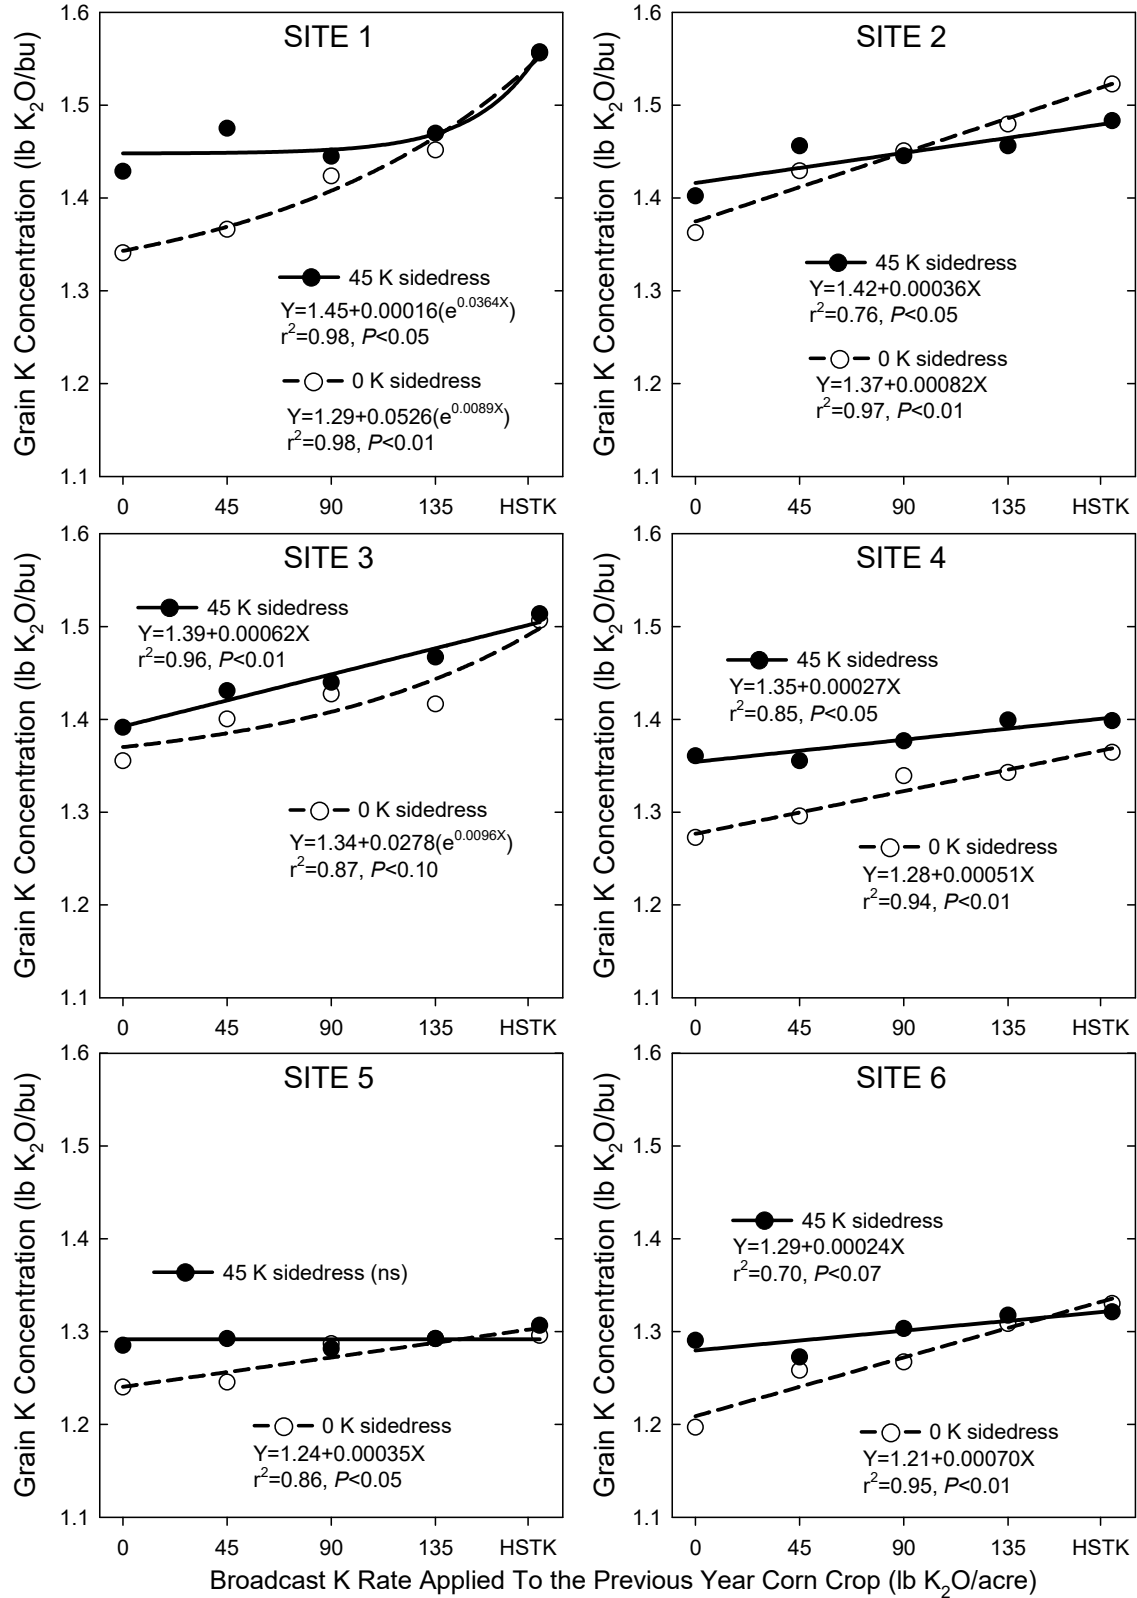 SITE 1
Grain K Concentration (lb K₂O/bu)
1.6
1.5
1.4
1.3
1.2
1.1
45 K sidedress
Y=1.45+0.00016(e^0.0364X)
r²=0.98, P<0.05
0 K sidedress
Y=1.29+0.0526(e^0.0089X)
r²=0.98, P<0.01
0 45 90 135 HSTK
SITE 2
Grain K Concentration (lb K₂O/bu)
1.6
1.5
1.4
1.3
1.2
1.1
45 K sidedress
Y=1.42+0.00036X
r²=0.76, P<0.05
0 K sidedress
Y=1.37+0.00082X
r²=0.97, P<0.01
0 45 90 135 HSTK
SITE 3
Grain K Concentration (lb K₂O/bu)
1.6
1.5
1.4
1.3
1.2
1.1
45 K sidedress
Y=1.39+0.00062X
r²=0.96, P<0.01
0 K sidedress
Y=1.34+0.0278(e^0.0096X)
r²=0.87, P<0.10
0 45 90 135 HSTK
SITE 4
Grain K Concentration (lb K₂O/bu)
1.6
1.5
1.4
1.3
1.2
1.1
45 K sidedress
Y=1.35+0.00027X
r²=0.85, P<0.05
0 K sidedress
Y=1.28+0.00051X
r²=0.94, P<0.01
0 45 90 135 HSTK
SITE 5
Grain K Concentration (lb K₂O/bu)
1.6
1.5
1.4
1.3
1.2
1.1
45 K sidedress (ns)
0 K sidedress
Y=1.24+0.00035X
r²=0.86, P<0.05
0 45 90 135 HSTK
SITE 6
Grain K Concentration (lb K₂O/bu)
1.6
1.5
1.4
1.3
1.2
1.1
45 K sidedress
Y=1.29+0.00024X
r²=0.70, P<0.07
0 K sidedress
Y=1.21+0.00070X
r²=0.95, P<0.01
0 45 90 135 HSTK
Broadcast K Rate Applied To the Previous Year Corn Crop (lb K₂O/acre)